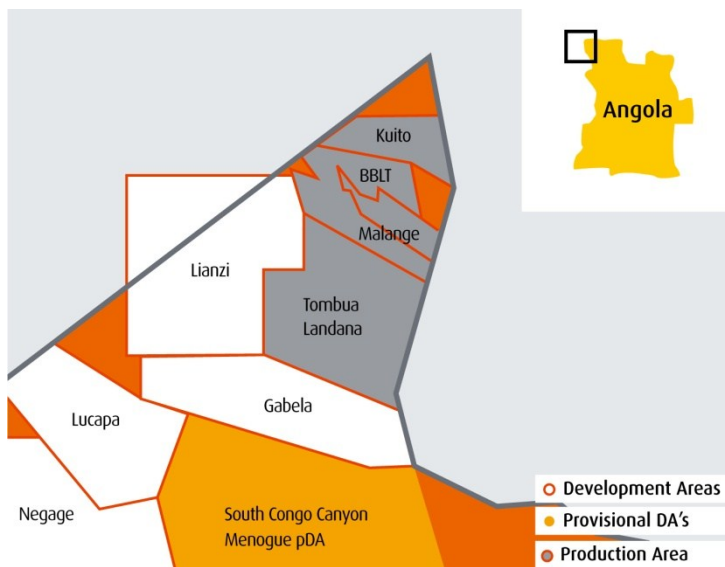 Angola
Kuito
BBLT
Malange
Lianzi
Tombua
Landana
Gabela
Lucapa
Negage
South Congo Canyon
Menogue pDA
Development Areas
Provisional DA's
Production Area